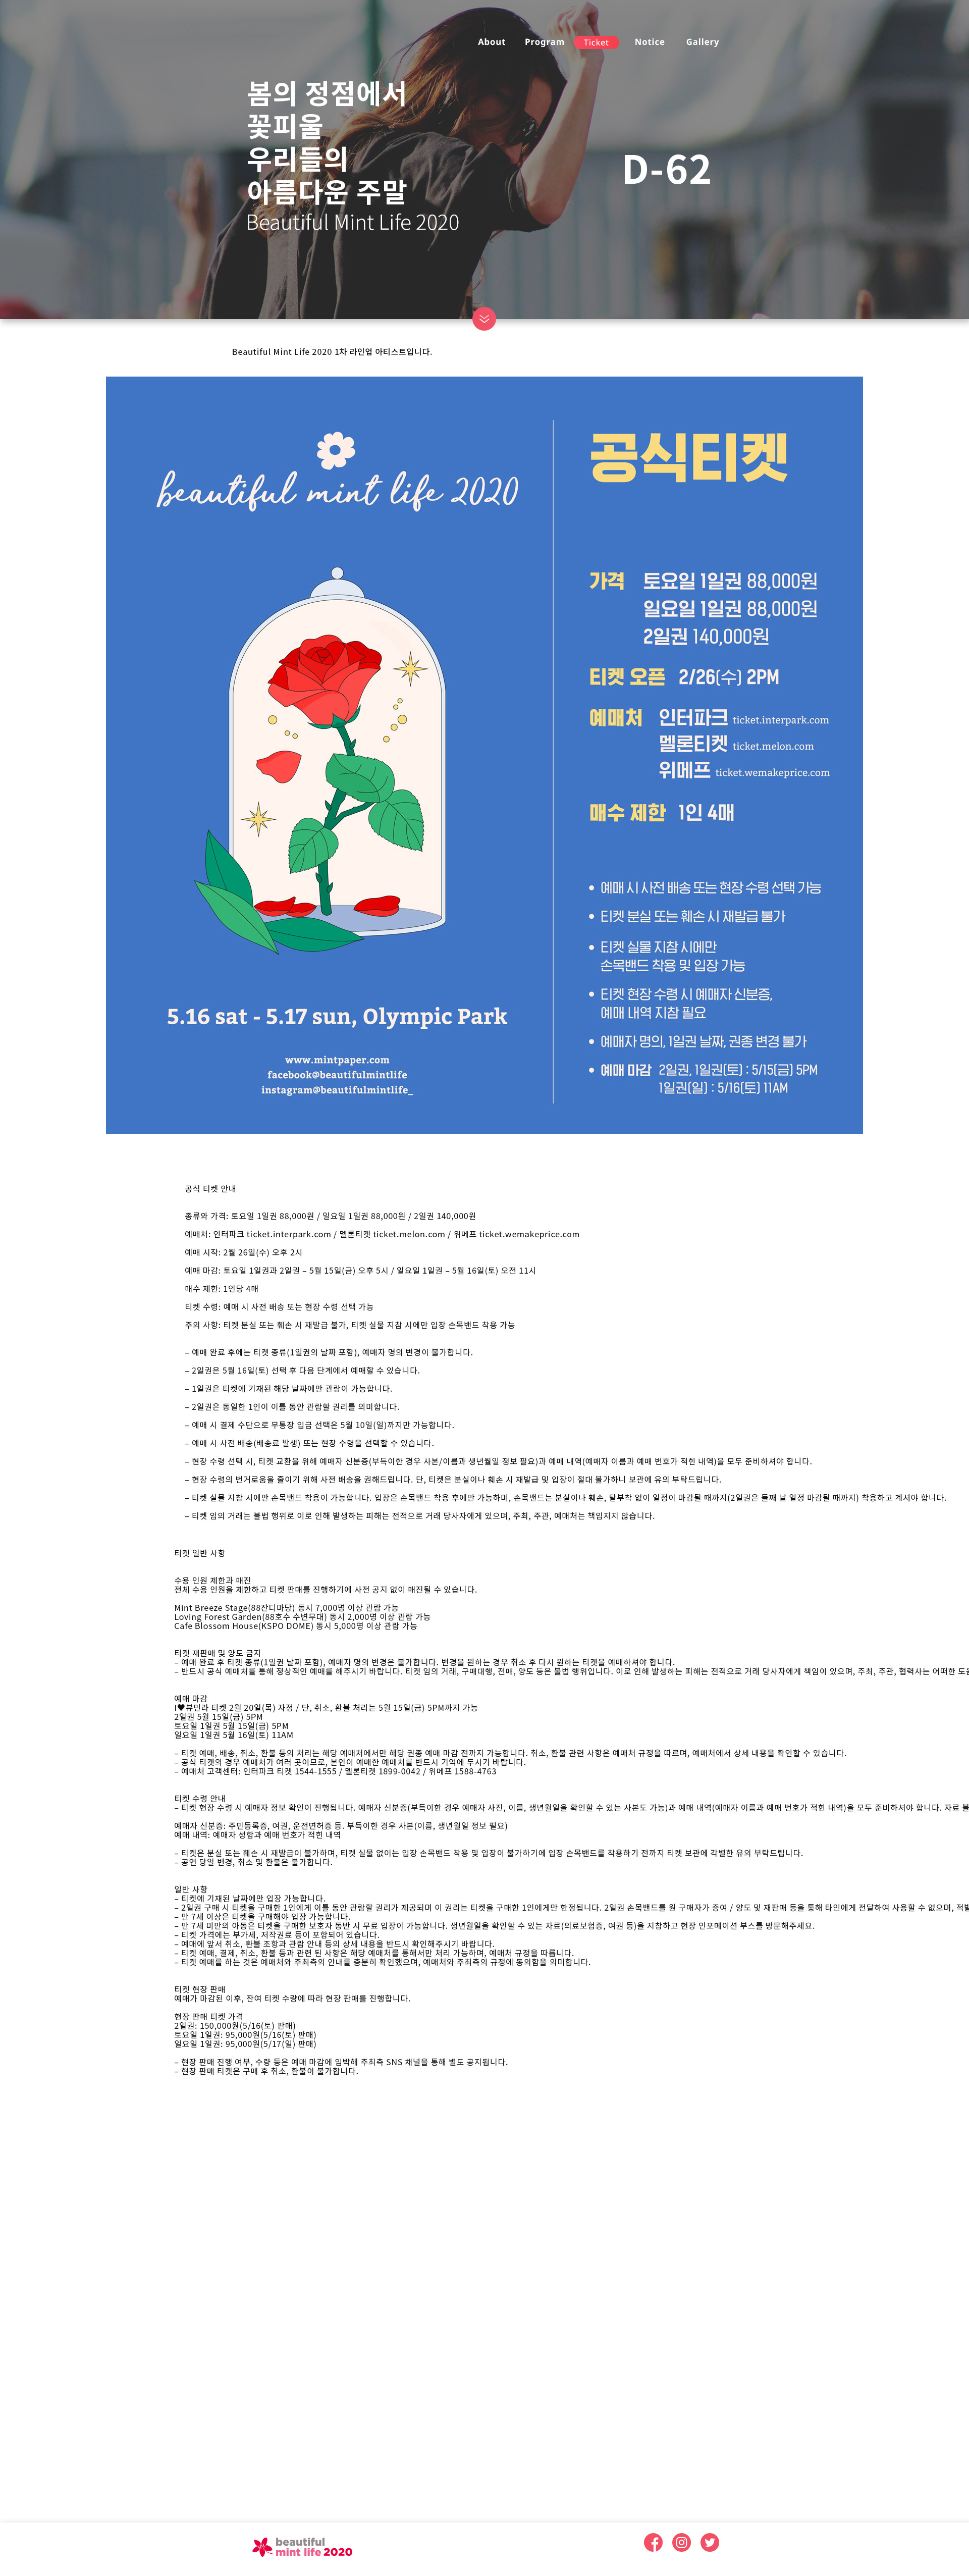 About Program Ticket Notice Gallery
봄의 정점에서
꽃피울
우리들의
아름다운 주말
Beautiful Mint Life 2020
D-62
Beautiful Mint Life 2020 1차 라인업 아티스트입니다.
beautiful mint life 2020
5.16 sat - 5.17 sun, Olympic Park
www.mintpaper.com
facebook@beautifulmintlife
instagram@beautifulmintlife_
공식티켓
가격 토요일 1일권 88,000원
일요일 1일권 88,000원
2일권 140,000원
티켓 오픈 2/26(수) 2PM
예매처 인터파크 ticket.interpark.com
멜론티켓 ticket.melon.com
위메프 ticket.wemakeprice.com
매수 제한 1인 4매
• 예매 시 사전 배송 또는 현장 수령 선택 가능
• 티켓 분실 또는 훼손 시 재발급 불가
• 티켓 실물 지참 시에만
손목밴드 착용 및 입장 가능
• 티켓 현장 수령 시 예매자 신분증,
예매 내역 지참 필요
• 예매자 명의, 1일권 날짜, 권종 변경 불가
• 예매 마감 2일권, 1일권(토) : 5/15(금) 5PM
1일권(일) : 5/16(토) 11AM
공식 티켓 안내
종류와 가격: 토요일 1일권 88,000원 / 일요일 1일권 88,000원 / 2일권 140,000원
예매처: 인터파크 ticket.interpark.com / 멜론티켓 ticket.melon.com / 위메프 ticket.wemakeprice.com
예매 시작: 2월 26일(수) 오후 2시
예매 마감: 토요일 1일권과 2일권 – 5월 15일(금) 오후 5시 / 일요일 1일권 – 5월 16일(토) 오전 11시
매수 제한: 1인당 4매
티켓 수령: 예매 시 사전 배송 또는 현장 수령 선택 가능
주의 사항: 티켓 분실 또는 훼손 시 재발급 불가, 티켓 실물 지참 시에만 입장 손목밴드 착용 가능
– 예매 완료 후에는 티켓 종류(1일권의 날짜 포함), 예매자 명의 변경이 불가합니다.
– 2일권은 5월 16일(토) 선택 후 다음 단계에서 예매할 수 있습니다.
– 1일권은 티켓에 기재된 해당 날짜에만 관람이 가능합니다.
– 2일권은 동일한 1인이 이틀 동안 관람할 권리를 의미합니다.
– 예매 시 결제 수단으로 무통장 입금 선택은 5월 10일(일)까지만 가능합니다.
– 예매 시 사전 배송(배송료 발생) 또는 현장 수령을 선택할 수 있습니다.
– 현장 수령 선택 시, 티켓 교환을 위해 예매자 신분증(부득이한 경우 사본/이름과 생년월일 정보 필요)과 예매 내역(예매자 이름과 예매 번호가 적힌 내역)을 모두 준비하셔야 합니다.
– 현장 수령의 번거로움을 줄이기 위해 사전 배송을 권해드립니다. 단, 티켓은 분실이나 훼손 시 재발급 및 입장이 절대 불가하니 보관에 유의 부탁드립니다.
– 티켓 실물 지참 시에만 손목밴드 착용이 가능합니다. 입장은 손목밴드 착용 후에만 가능하며, 손목밴드는 분실이나 훼손, 탈부착 없이 일정이 마감될 때까지(2일권은 둘째 날 일정 마감될 때까지) 착용하고 계셔야 합니다.
– 티켓 임의 거래는 불법 행위로 이로 인해 발생하는 피해는 전적으로 거래 당사자에게 있으며, 주최, 주관, 예매처는 책임지지 않습니다.
티켓 일반 사항
수용 인원 제한과 매진
전체 수용 인원을 제한하고 티켓 판매를 진행하기에 사전 공지 없이 매진될 수 있습니다.
Mint Breeze Stage(88잔디마당) 동시 7,000명 이상 관람 가능
Loving Forest Garden(88호수 수변무대) 동시 2,000명 이상 관람 가능
Cafe Blossom House(KSPO DOME) 동시 5,000명 이상 관람 가능
티켓 재판매 및 양도 금지
– 예매 완료 후 티켓 종류(1일권 날짜 포함), 예매자 명의 변경은 불가합니다. 변경을 원하는 경우 취소 후 다시 원하는 티켓을 예매하셔야 합니다.
– 반드시 공식 예매처를 통해 정상적인 예매를 해주시기 바랍니다. 티켓 임의 거래, 구매대행, 전매, 양도 등은 불법 행위입니다. 이로 인해 발생하는 피해는 전적으로 거래 당사자에게 책임이 있으며, 주최, 주관, 협력사는 어떠한 도움
예매 마감
I♥뷰민라 티켓 2월 20일(목) 자정 / 단, 취소, 환불 처리는 5월 15일(금) 5PM까지 가능
2일권 5월 15일(금) 5PM
토요일 1일권 5월 15일(금) 5PM
일요일 1일권 5월 16일(토) 11AM
– 티켓 예매, 배송, 취소, 환불 등의 처리는 해당 예매처에서만 해당 권종 예매 마감 전까지 가능합니다. 취소, 환불 관련 사항은 예매처 규정을 따르며, 예매처에서 상세 내용을 확인할 수 있습니다.
– 공식 티켓의 경우 예매처가 여러 곳이므로, 본인이 예매한 예매처를 반드시 기억에 두시기 바랍니다.
– 예매처 고객센터: 인터파크 티켓 1544-1555 / 멜론티켓 1899-0042 / 위메프 1588-4763
티켓 수령 안내
– 티켓 현장 수령 시 예매자 정보 확인이 진행됩니다. 예매자 신분증(부득이한 경우 예매자 사진, 이름, 생년월일을 확인할 수 있는 사본도 가능)과 예매 내역(예매자 이름과 예매 번호가 적힌 내역)을 모두 준비하셔야 합니다. 자료 불
예매자 신분증: 주민등록증, 여권, 운전면허증 등. 부득이한 경우 사본(이름, 생년월일 정보 필요)
예매 내역: 예매자 성함과 예매 번호가 적힌 내역
– 티켓은 분실 또는 훼손 시 재발급이 불가하며, 티켓 실물 없이는 입장 손목밴드 착용 및 입장이 불가하기에 입장 손목밴드를 착용하기 전까지 티켓 보관에 각별한 유의 부탁드립니다.
– 공연 당일 변경, 취소 및 환불은 불가합니다.
일반 사항
– 티켓에 기재된 날짜에만 입장 가능합니다.
– 2일권 구매 시 티켓을 구매한 1인에게 이틀 동안 관람할 권리가 제공되며 이 권리는 티켓을 구매한 1인에게만 한정됩니다. 2일권 손목밴드를 원 구매자가 증여 / 양도 및 재판매 등을 통해 타인에게 전달하여 사용할 수 없으며, 적발
– 만 7세 이상은 티켓을 구매해야 입장 가능합니다.
– 만 7세 미만의 아동은 티켓을 구매한 보호자 동반 시 무료 입장이 가능합니다. 생년월일을 확인할 수 있는 자료(의료보험증, 여권 등)을 지참하고 현장 인포메이션 부스를 방문해주세요.
– 티켓 가격에는 부가세, 저작권료 등이 포함되어 있습니다.
– 예매에 앞서 취소, 환불 조항과 관람 안내 등의 상세 내용을 반드시 확인해주시기 바랍니다.
– 티켓 예매, 결제, 취소, 환불 등과 관련 된 사항은 해당 예매처를 통해서만 처리 가능하며, 예매처 규정을 따릅니다.
– 티켓 예매를 하는 것은 예매처와 주최측의 안내를 충분히 확인했으며, 예매처와 주최측의 규정에 동의함을 의미합니다.
티켓 현장 판매
예매가 마감된 이후, 잔여 티켓 수량에 따라 현장 판매를 진행합니다.
현장 판매 티켓 가격
2일권: 150,000원(5/16(토) 판매)
토요일 1일권: 95,000원(5/16(토) 판매)
일요일 1일권: 95,000원(5/17(일) 판매)
– 현장 판매 진행 여부, 수량 등은 예매 마감에 임박해 주최측 SNS 채널을 통해 별도 공지됩니다.
– 현장 판매 티켓은 구매 후 취소, 환불이 불가합니다.
beautiful
mint life 2020